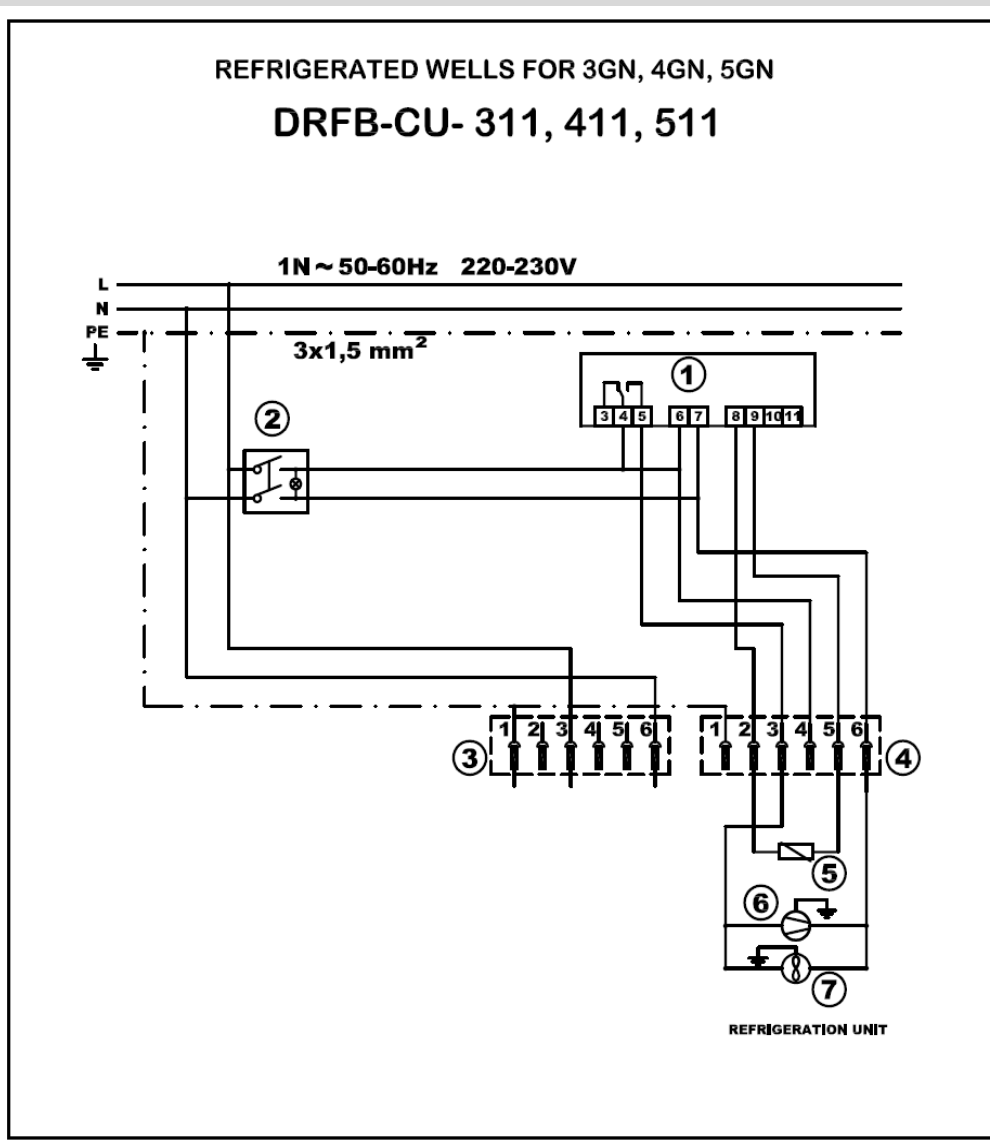 REFRIGERATED WELLS FOR 3GN, 4GN, 5GN
DRFB-CU- 311, 411, 511
1N ~ 50-60Hz 220-230V
L
N
PE
3x1,5 mm²
1
2
3 4 5 6 7 8 9 10 11
1 2 3 4 5 6
1 2 3 4 5 6
3
4
5
6
7
REFRIGERATION UNIT